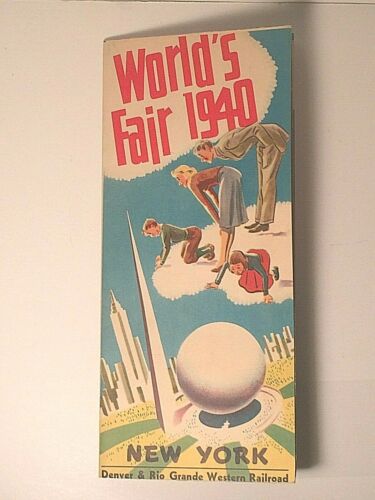 World's
Fair 1940
NEW YORK
Denver & Rio Grande Western Railroad